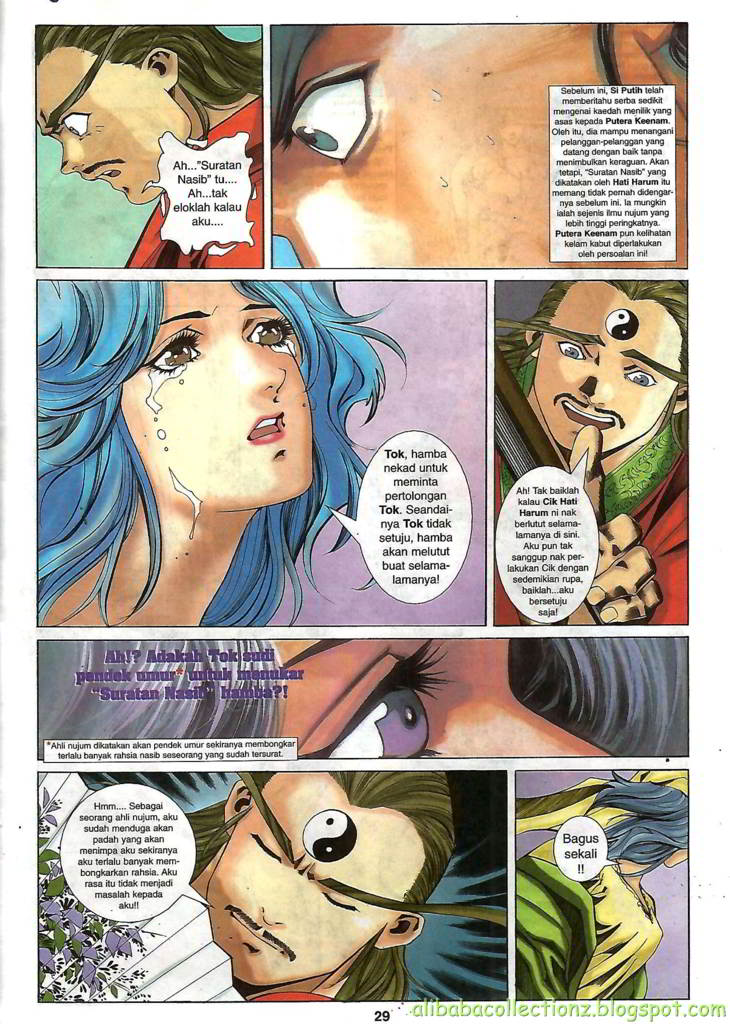 Ah..."Suratan
Nasib" tu....
Ah...tak
eloklah kalau
aku....
Sebelum ini, Si Putih telah
memberitahu serba sedikit
mengenai kaedah menilik yang
asas kepada Putera Keenam.
Oleh itu, dia mampu menangani
pelanggan-pelanggan yang
datang dengan baik tanpa
menimbulkan keraguan. Akan
tetapi, "Suratan Nasib" yang
dikatakan oleh Hati Harum itu
memang tidak pernah didengar-
nya sebelum ini. Ia mungkin
ialah sejenis ilmu nujum yang
lebih tinggi peringkatnya.
Putera Keenam pun kelihatan
kelam kabut diperlakukan
oleh persoalan ini!
Tok, hamba
nekad untuk
meminta
pertolongan
Tok. Seandai-
nya Tok tidak
setuju, hamba
akan melutut
buat selama-
lamanya!
Ah! Tak baiklah
kalau Cik Hati
Harum ni nak
berlutut selama-
lamanya di sini.
Aku pun tak
sanggup nak per-
lakukan Cik dengan
sedemikian rupa,
baiklah...aku
bersetuju
saja!
Ah!? Adakah Tok sudi
pendek umur* untuk menukar
"Suratan Nasib" hamba?!
*Ahli nujum dikatakan akan pendek umur sekiranya membongkar
terlalu banyak rahsia nasib seseorang yang sudah tersurat.
Hmm.... Sebagai
seorang ahli nujum, aku
sudah menduga akan
padah yang akan
menimpa aku sekiranya
aku terlalu banyak mem-
bongkarkan rahsia. Aku
rasa itu tidak menjadi
masalah kepada
aku!!
Bagus
sekali
!!
29
alibabacollectionz.blogspot.com